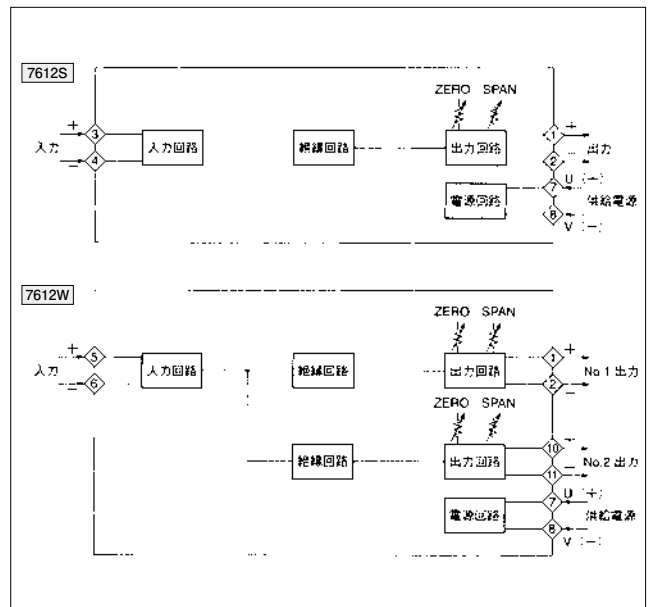 7612S
ZERO SPAN
+
3
4
−
入力
入力回路
絶縁回路
出力回路
電源回路
1
+
2
出力
7
U (+)
供給電源
8
V (−)
7612W
ZERO SPAN
+
5
6
−
入力
入力回路
絶縁回路
出力回路
1
+
2
−
No.1 出力
ZERO SPAN
絶縁回路
出力回路
10
11
−
No.2 出力
電源回路
7
U (+)
供給電源
8
V (−)